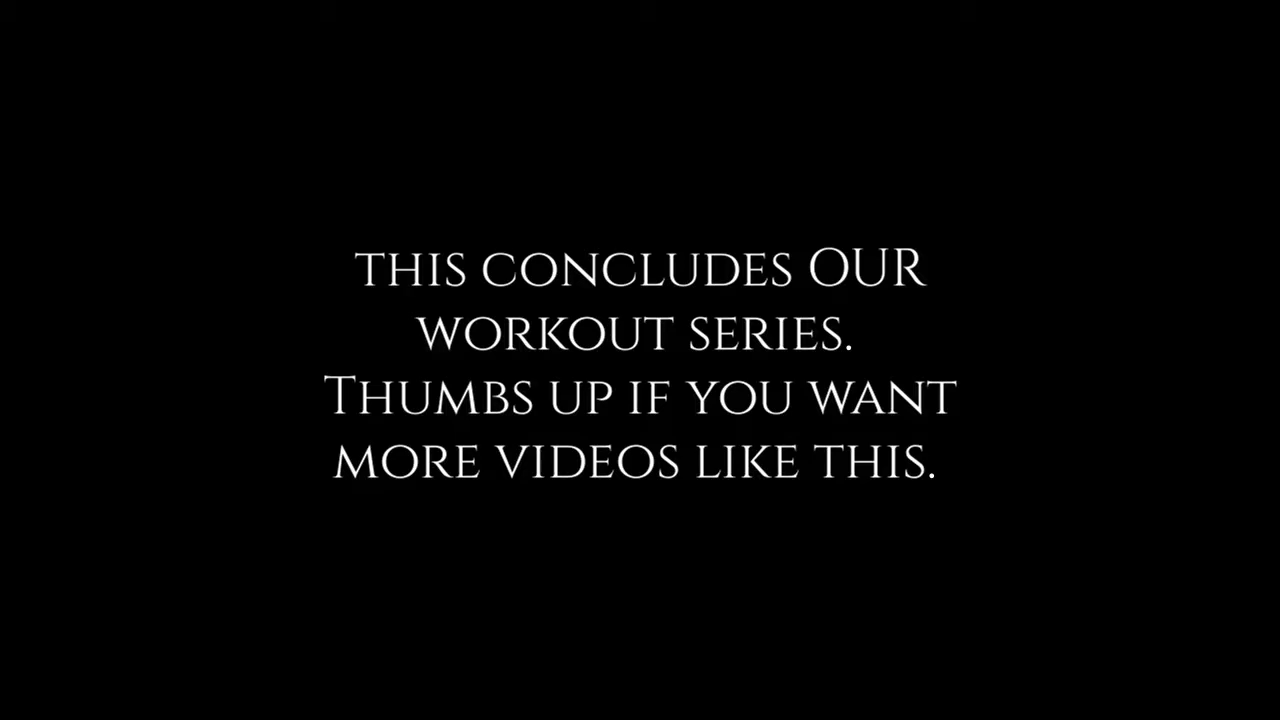 this concludes OUR
workout series.
Thumbs up if you want
more videos like this.